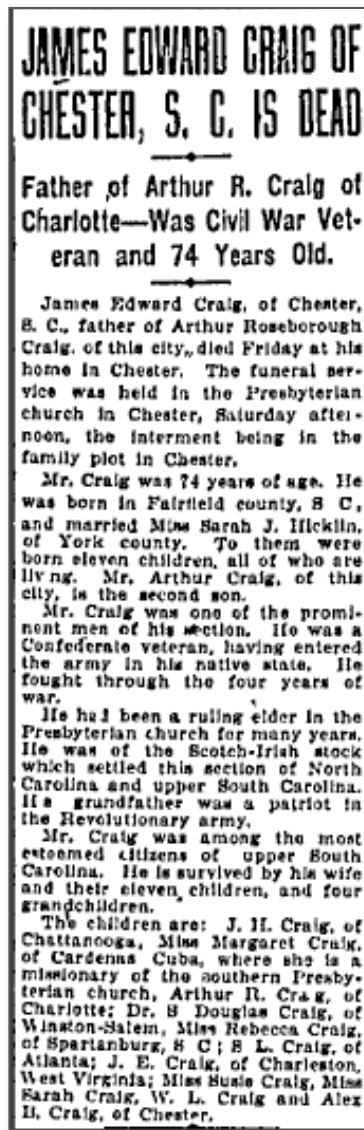 JAMES EDWARD CRAIG OF
CHESTER, S. C. IS DEAD
Father of Arthur R. Craig of
Charlotte—Was Civil War Vet-
eran and 74 Years Old.
James Edward Craig, of Chester,
S. C., father of Arthur Roseborough
Craig, of this city, died Friday at his
home in Chester. The funeral ser-
vice was held in the Presbyterian
church in Chester, Saturday after-
noon, the interment being in the
family plot in Chester.
Mr. Craig was 74 years of age. He
was born in Fairfield county, S C,
and married Miss Sarah J. Hicklin,
of York county. To them were
born eleven children, all of who are
living. Mr. Arthur Craig, of this
city, is the second son.
Mr. Craig was one of the promi-
nent men of his section. He was a
Confederate veteran, having entered
the army in his native state. He
fought through the four years of
war.
He had been a ruling elder in the
Presbyterian church for many years.
He was of the Scotch-Irish stock
which settled this section of North
Carolina and upper South Carolina.
His grandfather was a patriot in
the Revolutionary army.
Mr. Craig was among the most
esteemed citizens of upper South
Carolina. He is survived by his wife
and their eleven children, and four
grandchildren.
The children are: J. H. Craig, of
Chattanooga, Miss Margaret Craig,
of Cardenas Cuba, where she is a
missionary of the southern Presby-
terian church, Arthur R. Craig, of
Charlotte; Dr. S Douglas Craig, of
Winston-Salem, Miss Rebecca Craig,
of Spartanburg, S C; S L. Craig, of
Atlanta; J. E. Craig, of Charleston,
West Virginia; Miss Susie Craig, Miss
Sarah Craig, W. L. Craig and Alex
B. Craig, of Chester.